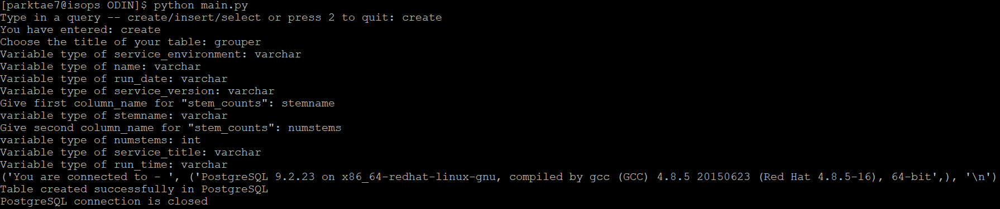 [parktae7@isops ODIN]$ python main.py
Type in a query -- create/insert/select or press 2 to quit: create
You have entered: create
Choose the title of your table: grouper
Variable type of service_environment: varchar
Variable type of name: varchar
Variable type of run_date: varchar
Variable type of service_version: varchar
Give first column_name for "stem_counts": stemname
variable type of stemname: varchar
Give second column_name for "stem_counts": numstems
variable type of numstems: int
Variable type of service_title: varchar
Variable type of run_time: varchar
('You are connected to - ', ('PostgreSQL 9.2.23 on x86_64-redhat-linux-gnu, compiled by gcc (GCC) 4.8.5 20150623 (Red Hat 4.8.5-16), 64-bit',), '\n')
Table created successfully in PostgreSQL
PostgreSQL connection is closed